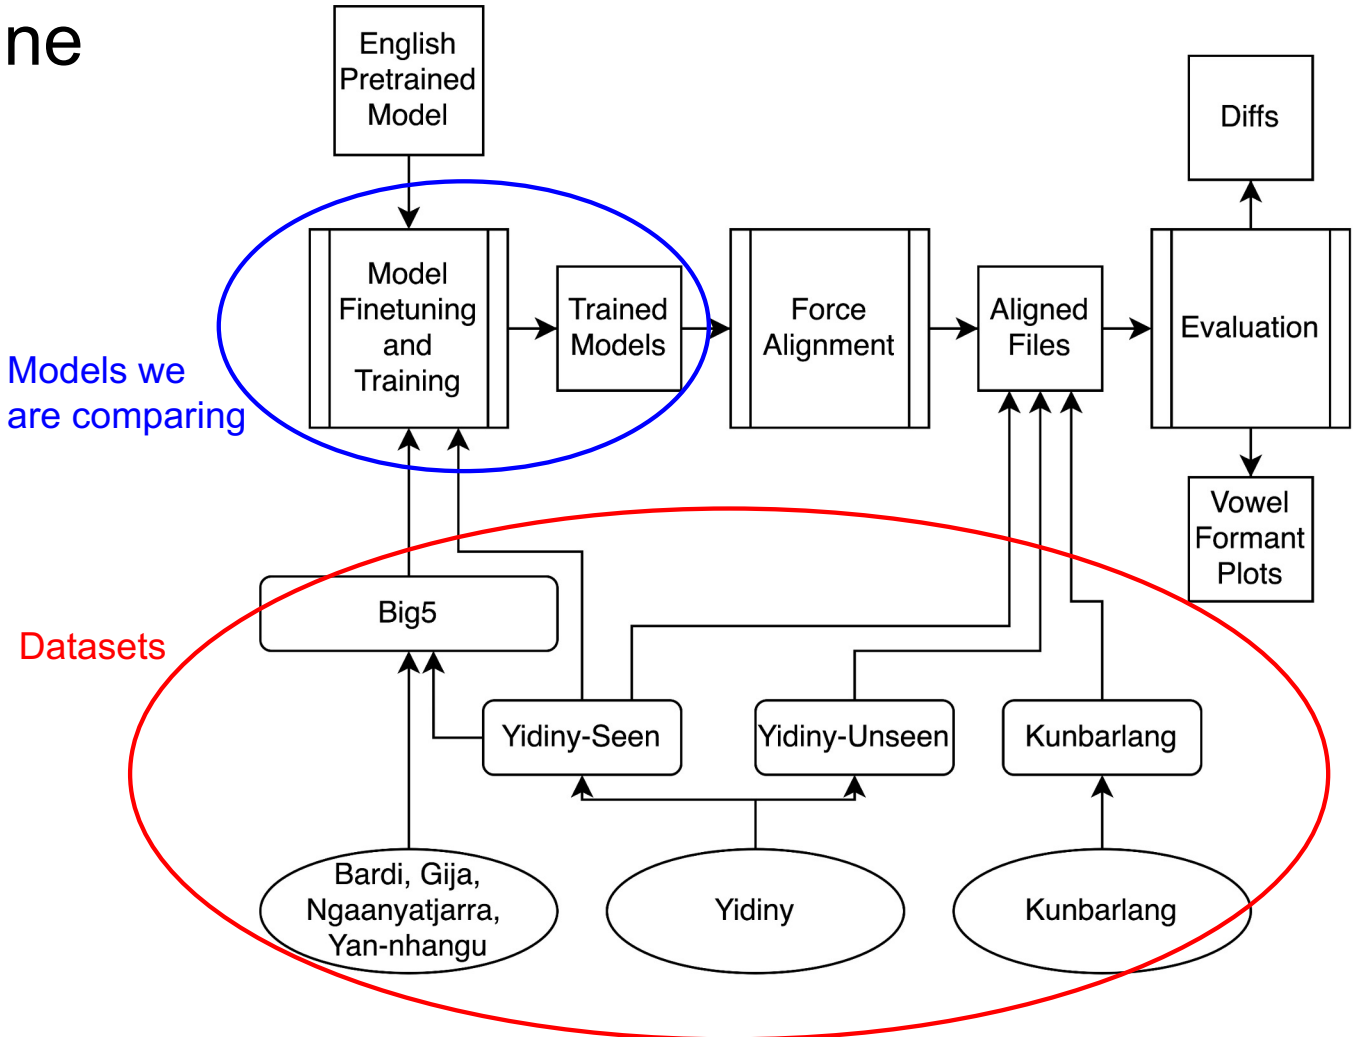 ne
English
Pretrained
Model
Diffs
Model
Finetuning
and
Training
Trained
Models
Force
Alignment
Aligned
Files
Evaluation
Models we
are comparing
Vowel
Formant
Plots
Big5
Datasets
Yidiny-Seen
Yidiny-Unseen
Kunbarlang
Bardi, Gija,
Ngaanyatjarra,
Yan-nhangu
Yidiny
Kunbarlang